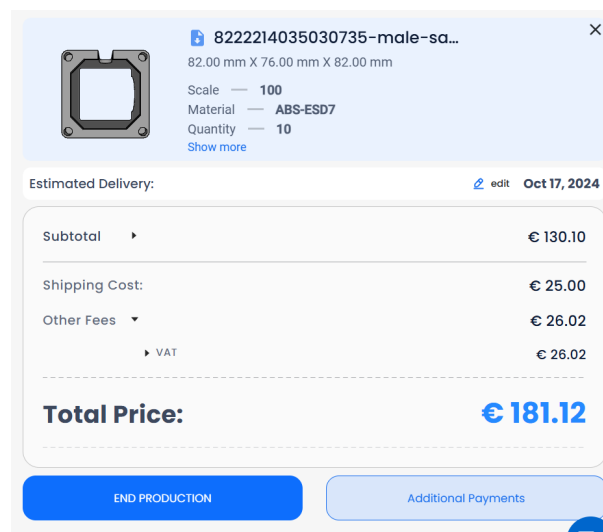 8222214035030735-male-sa...
82.00 mm X 76.00 mm X 82.00 mm
Scale — 100
Material — ABS-ESD7
Quantity — 10
Show more
Estimated Delivery: edit Oct 17, 2024
Subtotal € 130.10
Shipping Cost: € 25.00
Other Fees € 26.02
VAT € 26.02
Total Price: € 181.12
END PRODUCTION Additional Payments